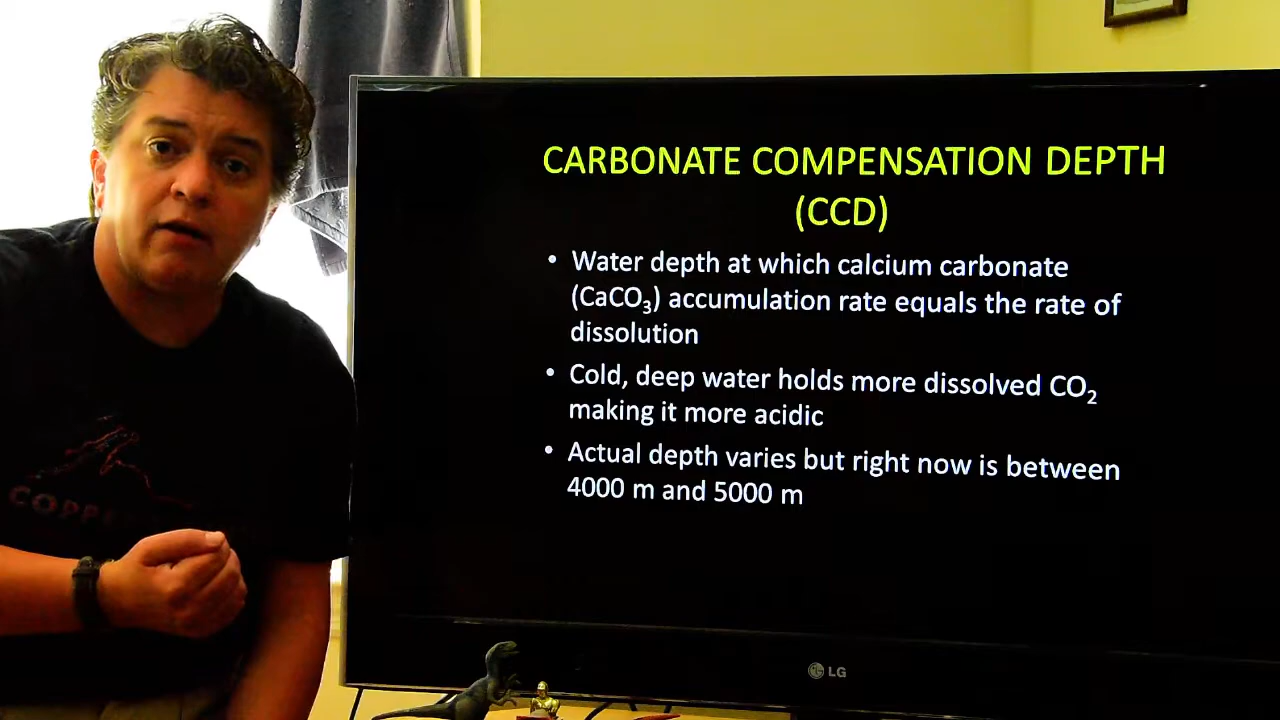 CARBONATE COMPENSATION DEPTH
(CCD)
• Water depth at which calcium carbonate
(CaCO₃) accumulation rate equals the rate of
dissolution
• Cold, deep water holds more dissolved CO₂
making it more acidic
• Actual depth varies but right now is between
4000 m and 5000 m
LG